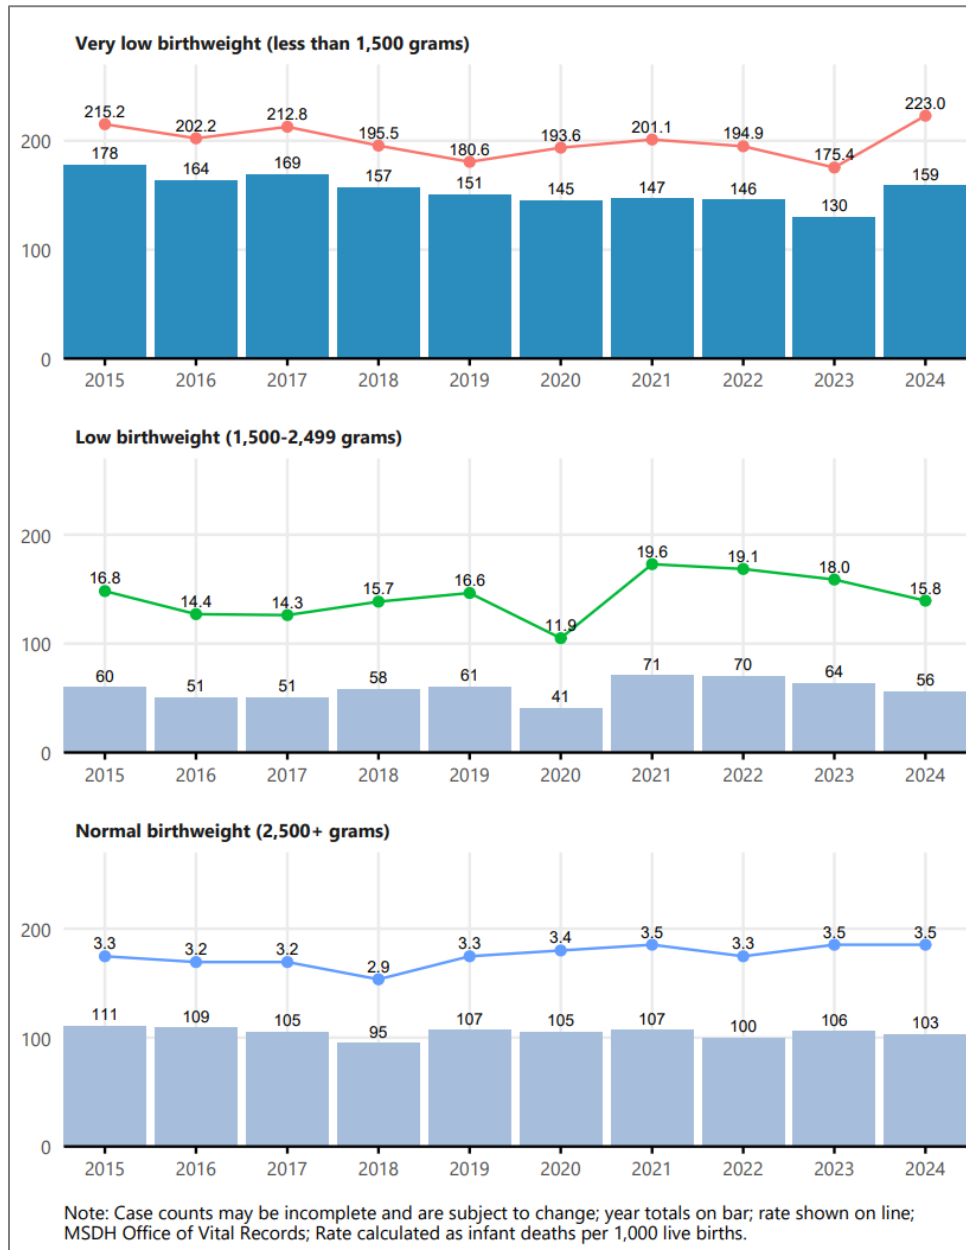 Very low birthweight (less than 1,500 grams)
215.2 202.2 212.8 195.5 180.6 193.6 201.1 194.9 175.4 223.0
200
178 164 169 157 151 145 147 146 130 159
100
0
2015 2016 2017 2018 2019 2020 2021 2022 2023 2024
Low birthweight (1,500-2,499 grams)
200
16.8 14.4 14.3 15.7 16.6 11.9 19.6 19.1 18.0 15.8
100
60 51 51 58 61 41 71 70 64 56
0
2015 2016 2017 2018 2019 2020 2021 2022 2023 2024
Normal birthweight (2,500+ grams)
200
3.3 3.2 3.2 2.9 3.3 3.4 3.5 3.3 3.5 3.5
111 109 105 95 107 105 107 100 106 103
100
0
2015 2016 2017 2018 2019 2020 2021 2022 2023 2024
Note: Case counts may be incomplete and are subject to change; year totals on bar; rate shown on line;
MSDH Office of Vital Records; Rate calculated as infant deaths per 1,000 live births.